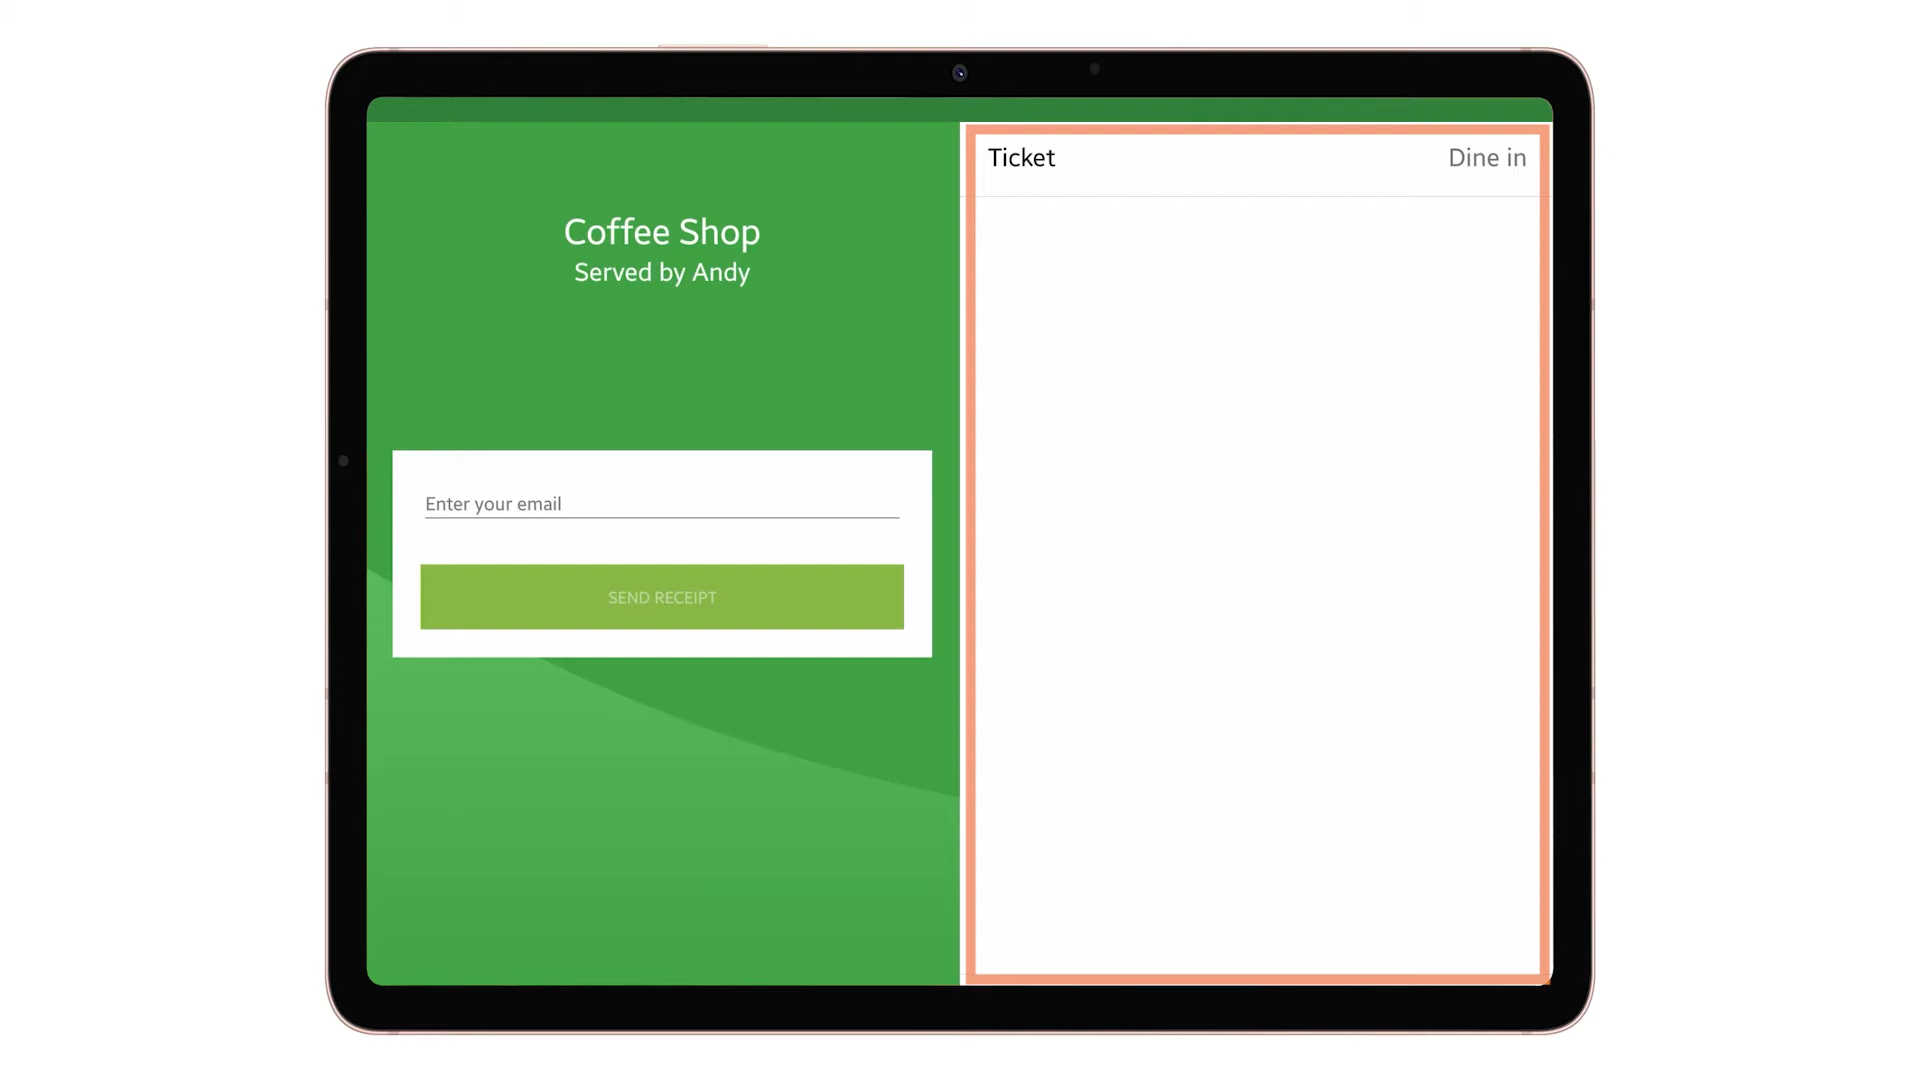 Coffee Shop
Served by Andy
Enter your email
SEND RECEIPT
Ticket
Dine in